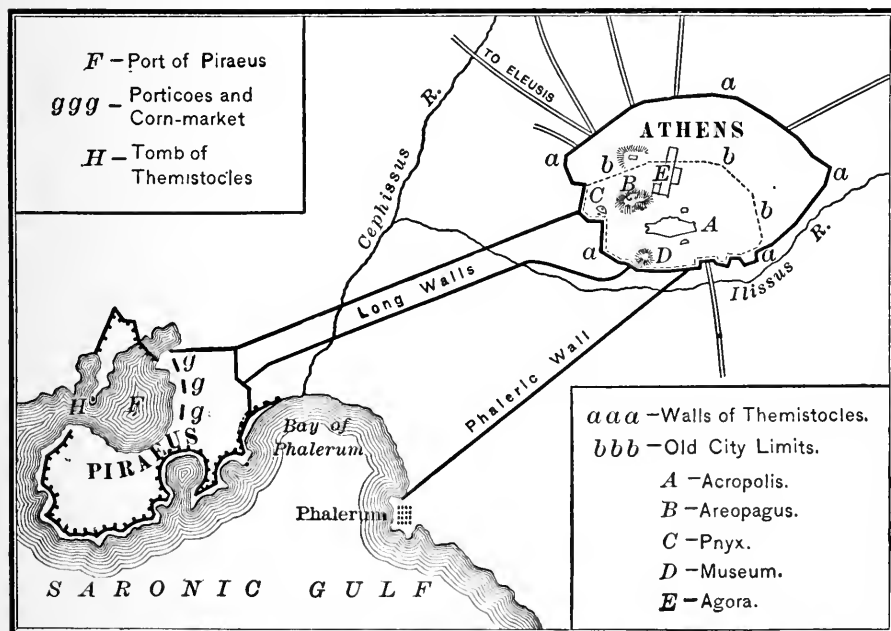 F – Port of Piraeus
ggg – Porticoes and
Corn-market
H – Tomb of
Themistocles
TO ELEUSIS
Cephissus R.
ATHENS
a
a
a
a
a
b
b
b
E
B
C
A
D
Ilissus R.
Long Walls
Phaleric Wall
g
g
g
H
F
PIRAEUS
Bay of
Phalerum
Phalerum
SARONIC GULF
aaa – Walls of Themistocles.
bbb – Old City Limits.
A – Acropolis.
B – Areopagus.
C – Pnyx.
D – Museum.
E – Agora.